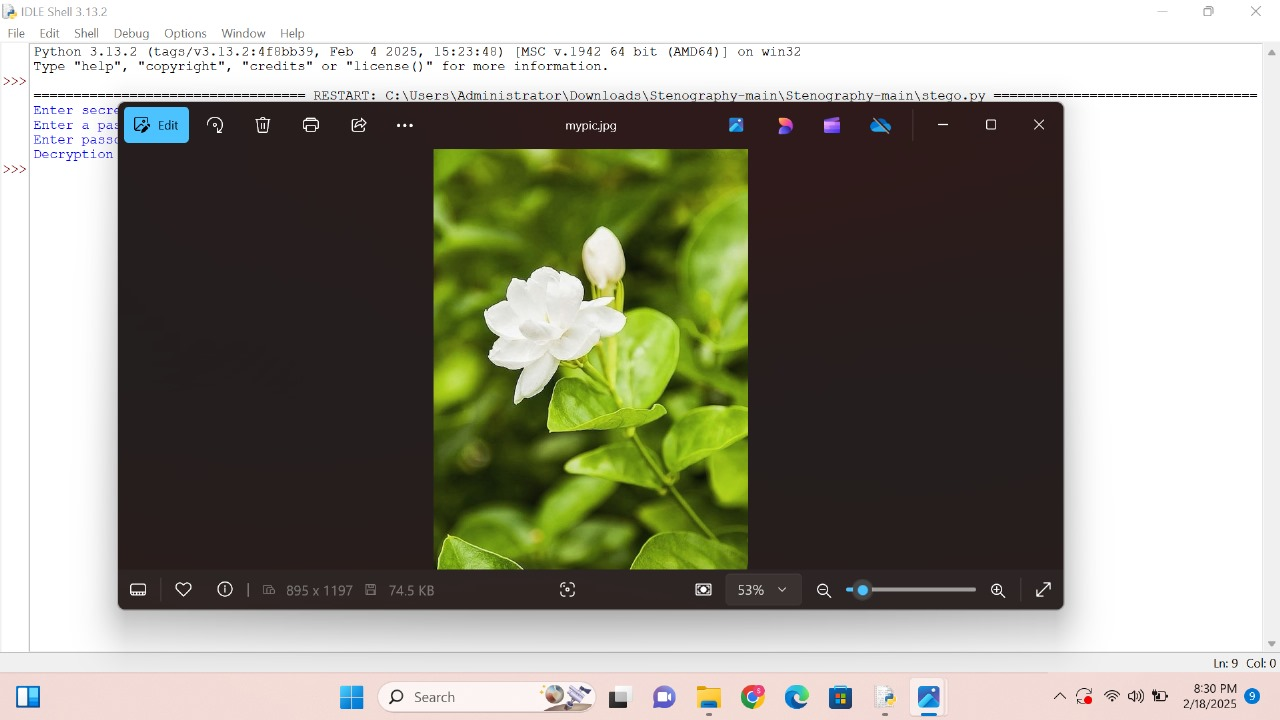 IDLE Shell 3.13.2
File Edit Shell Debug Options Window Help
Python 3.13.2 (tags/v3.13.2:4f8bb39, Feb  4 2025, 15:23:48) [MSC v.1942 64 bit (AMD64)] on win32
Type "help", "copyright", "credits" or "license()" for more information.
>>>
================================== RESTART: C:\Users\Administrator\Downloads\Stenography-main\Stenography-main\stego.py =================================
Enter secre
Enter a pas
Enter passc
Decryption
>>>
Edit
mypic.jpg
895 x 1197 74.5 KB
53%
Ln: 9 Col: 0
Search
8:30 PM
2/18/2025
9